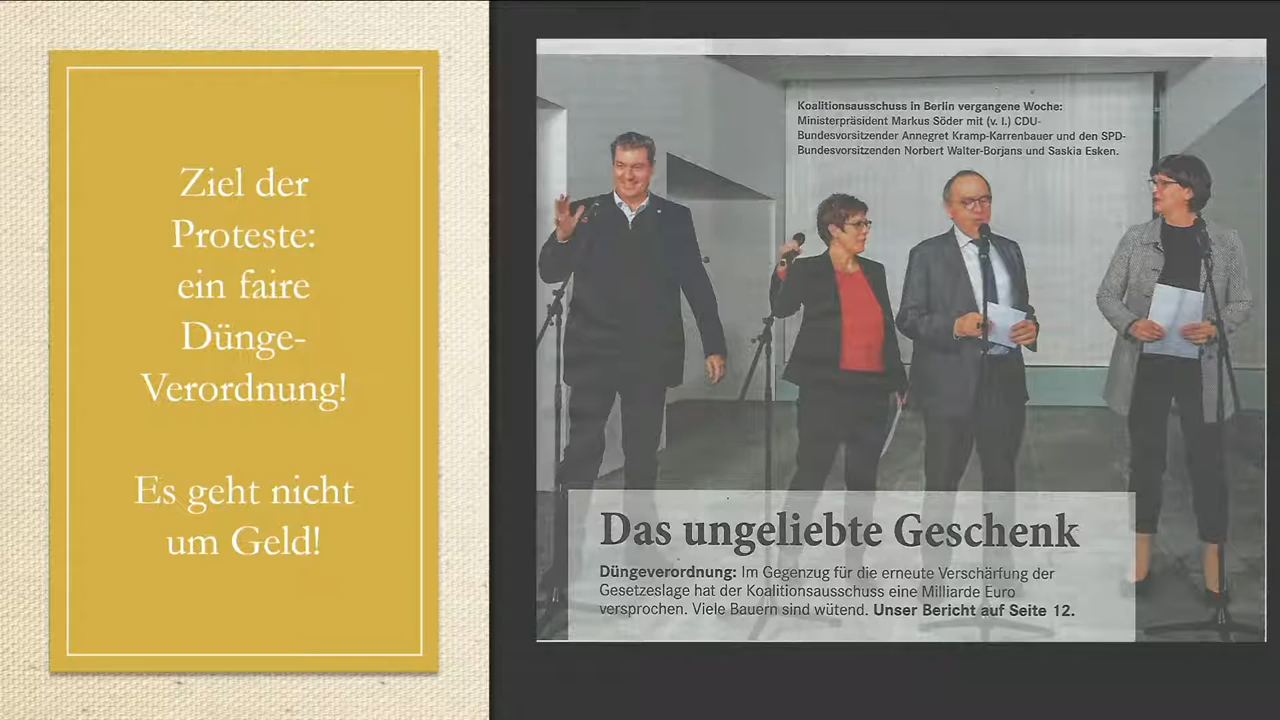 Ziel der
Proteste:
ein faire
Dünge-
Verordnung!
Es geht nicht
um Geld!
Koalitionsausschuss in Berlin vergangene Woche:
Ministerpräsident Markus Söder mit (v. l.) CDU-
Bundesvorsitzender Annegret Kramp-Karrenbauer und den SPD-
Bundesvorsitzenden Norbert Walter-Borjans und Saskia Esken.
Das ungeliebte Geschenk
Düngeverordnung: Im Gegenzug für die erneute Verschärfung der
Gesetzeslage hat der Koalitionsausschuss eine Milliarde Euro
versprochen. Viele Bauern sind wütend. Unser Bericht auf Seite 12.